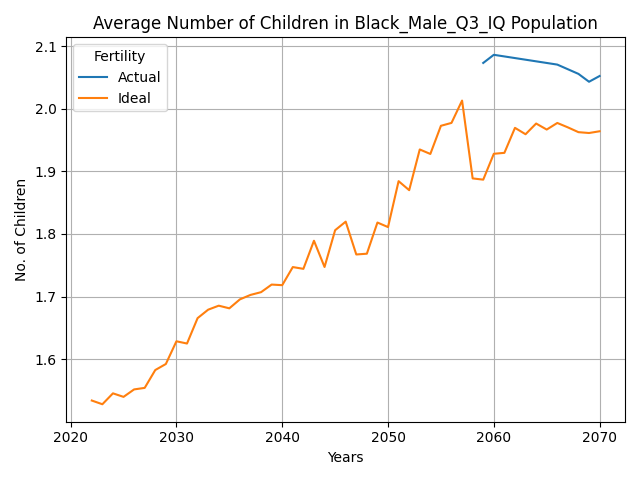 Average Number of Children in Black_Male_Q3_IQ Population
Fertility
Actual
Ideal
No. of Children
2.1
2.0
1.9
1.8
1.7
1.6
2020 2030 2040 2050 2060 2070
Years